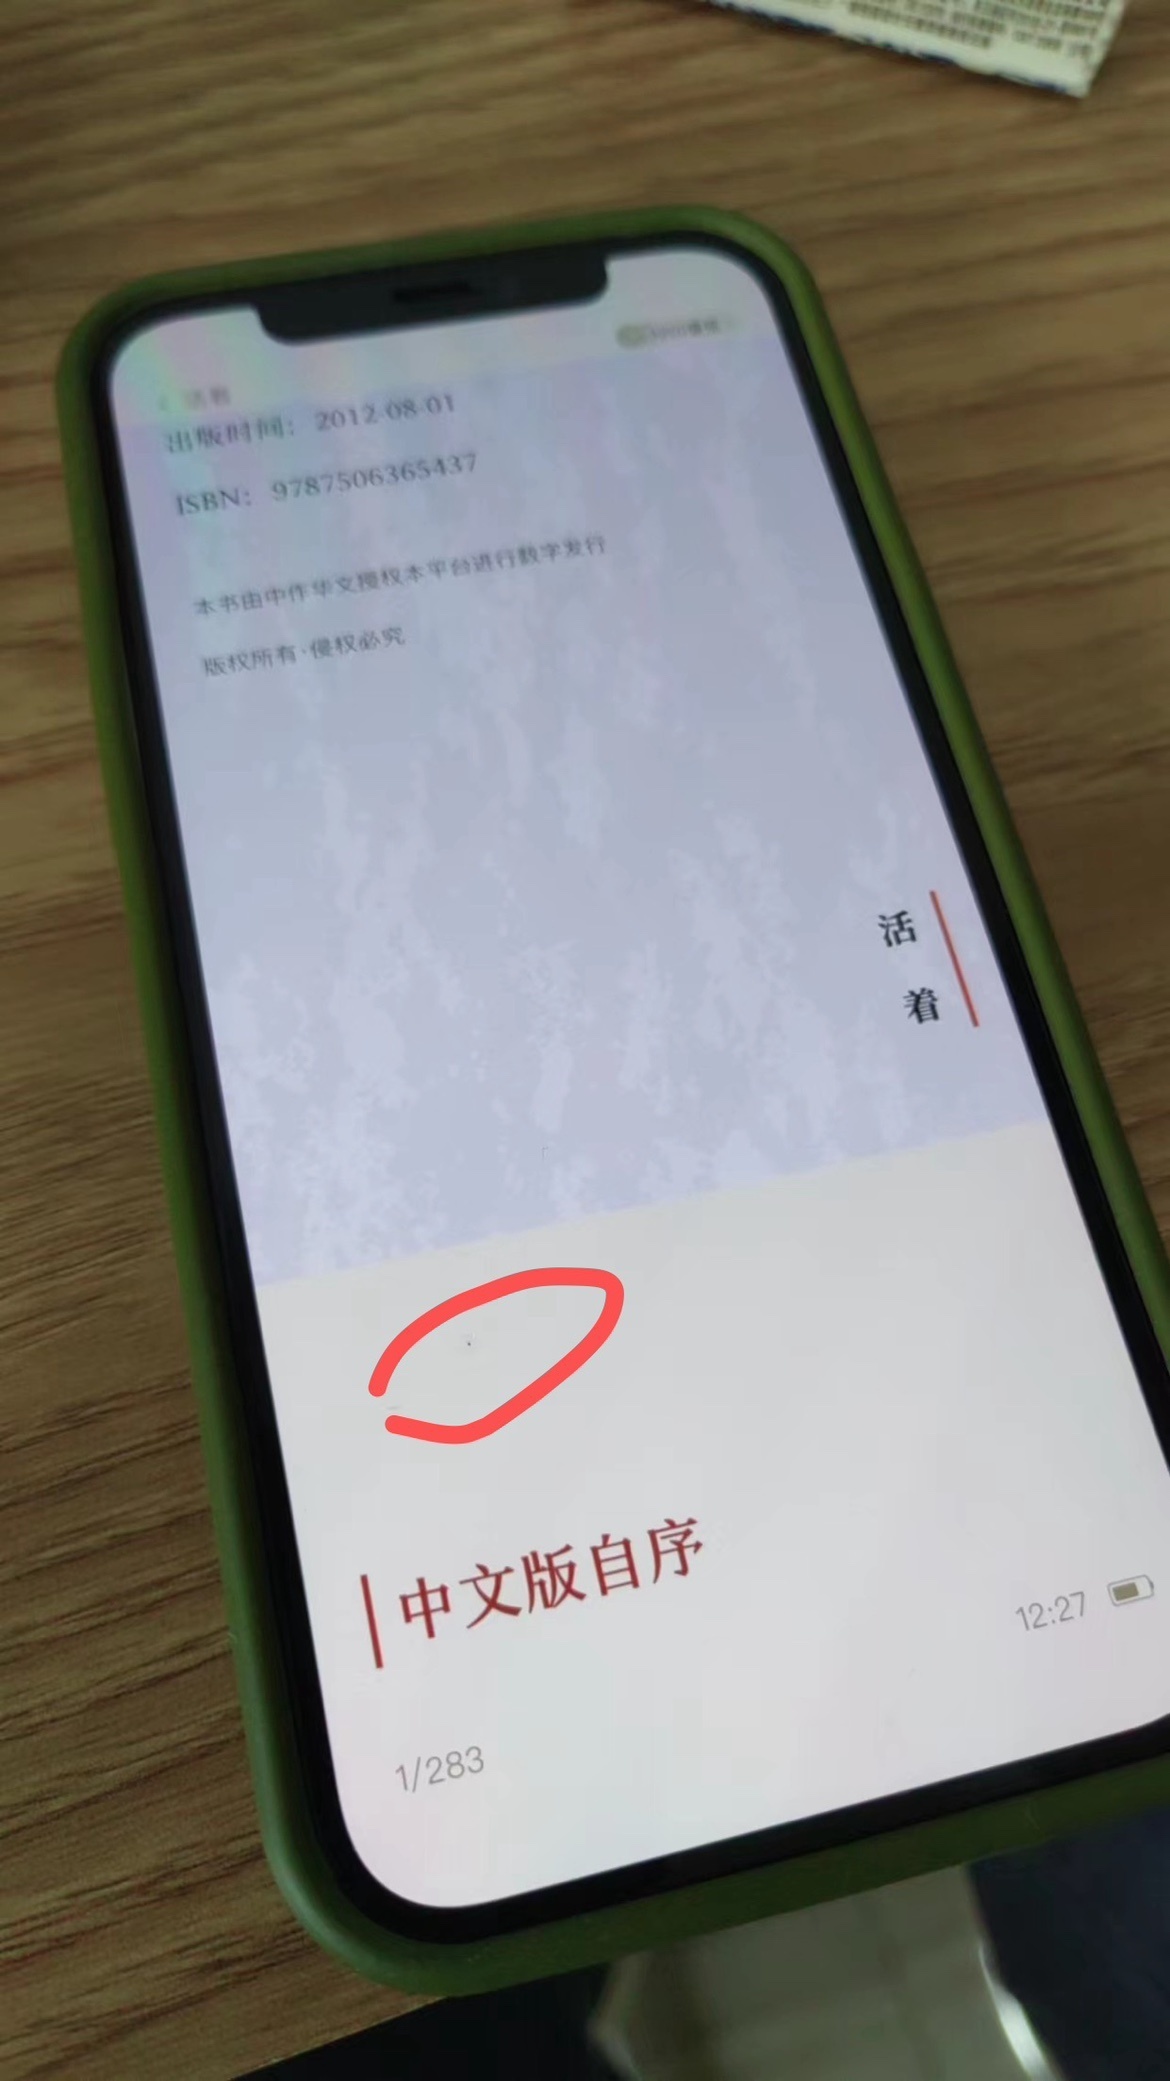 活着
出版时间：2012-08-01
ISBN：9787506365437
本书由中作华文授权本平台进行数字发行
版权所有·侵权必究
活着
中文版自序
12:27
1/283